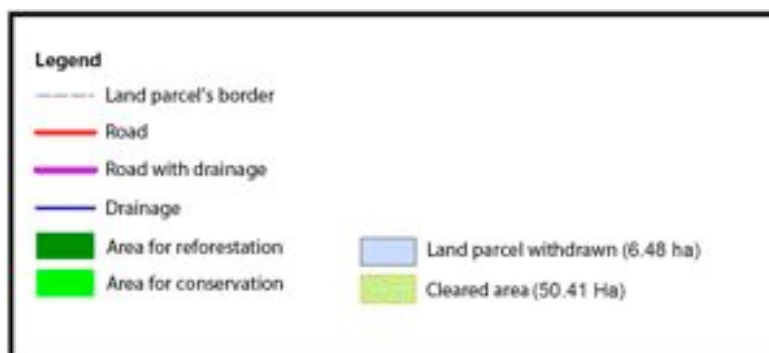 Legend
Land parcel's border
Road
Road with drainage
Drainage
Area for reforestation
Area for conservation
Land parcel withdrawn (6.48 ha)
Cleared area (50.41 Ha)